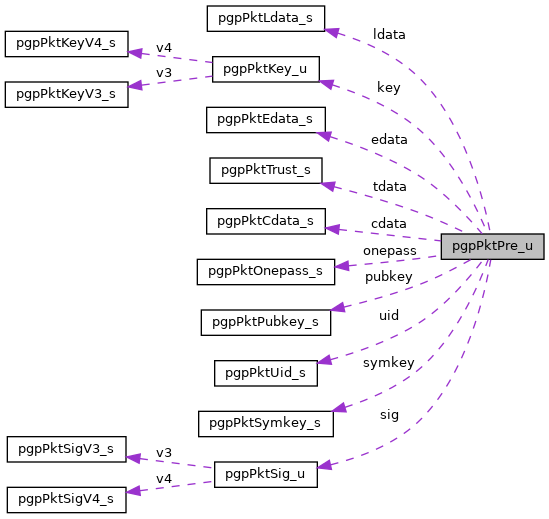 pgpPktLdata_s
ldata
pgpPktKeyV4_s
v4
pgpPktKey_u
v3
key
pgpPktKeyV3_s
pgpPktEdata_s
edata
pgpPktTrust_s
tdata
pgpPktCdata_s
cdata
pgpPktPre_u
onepass
pgpPktOnepass_s
pubkey
pgpPktPubkey_s
uid
pgpPktUid_s
symkey
pgpPktSymkey_s
sig
pgpPktSigV3_s
v3
pgpPktSig_u
v4
pgpPktSigV4_s